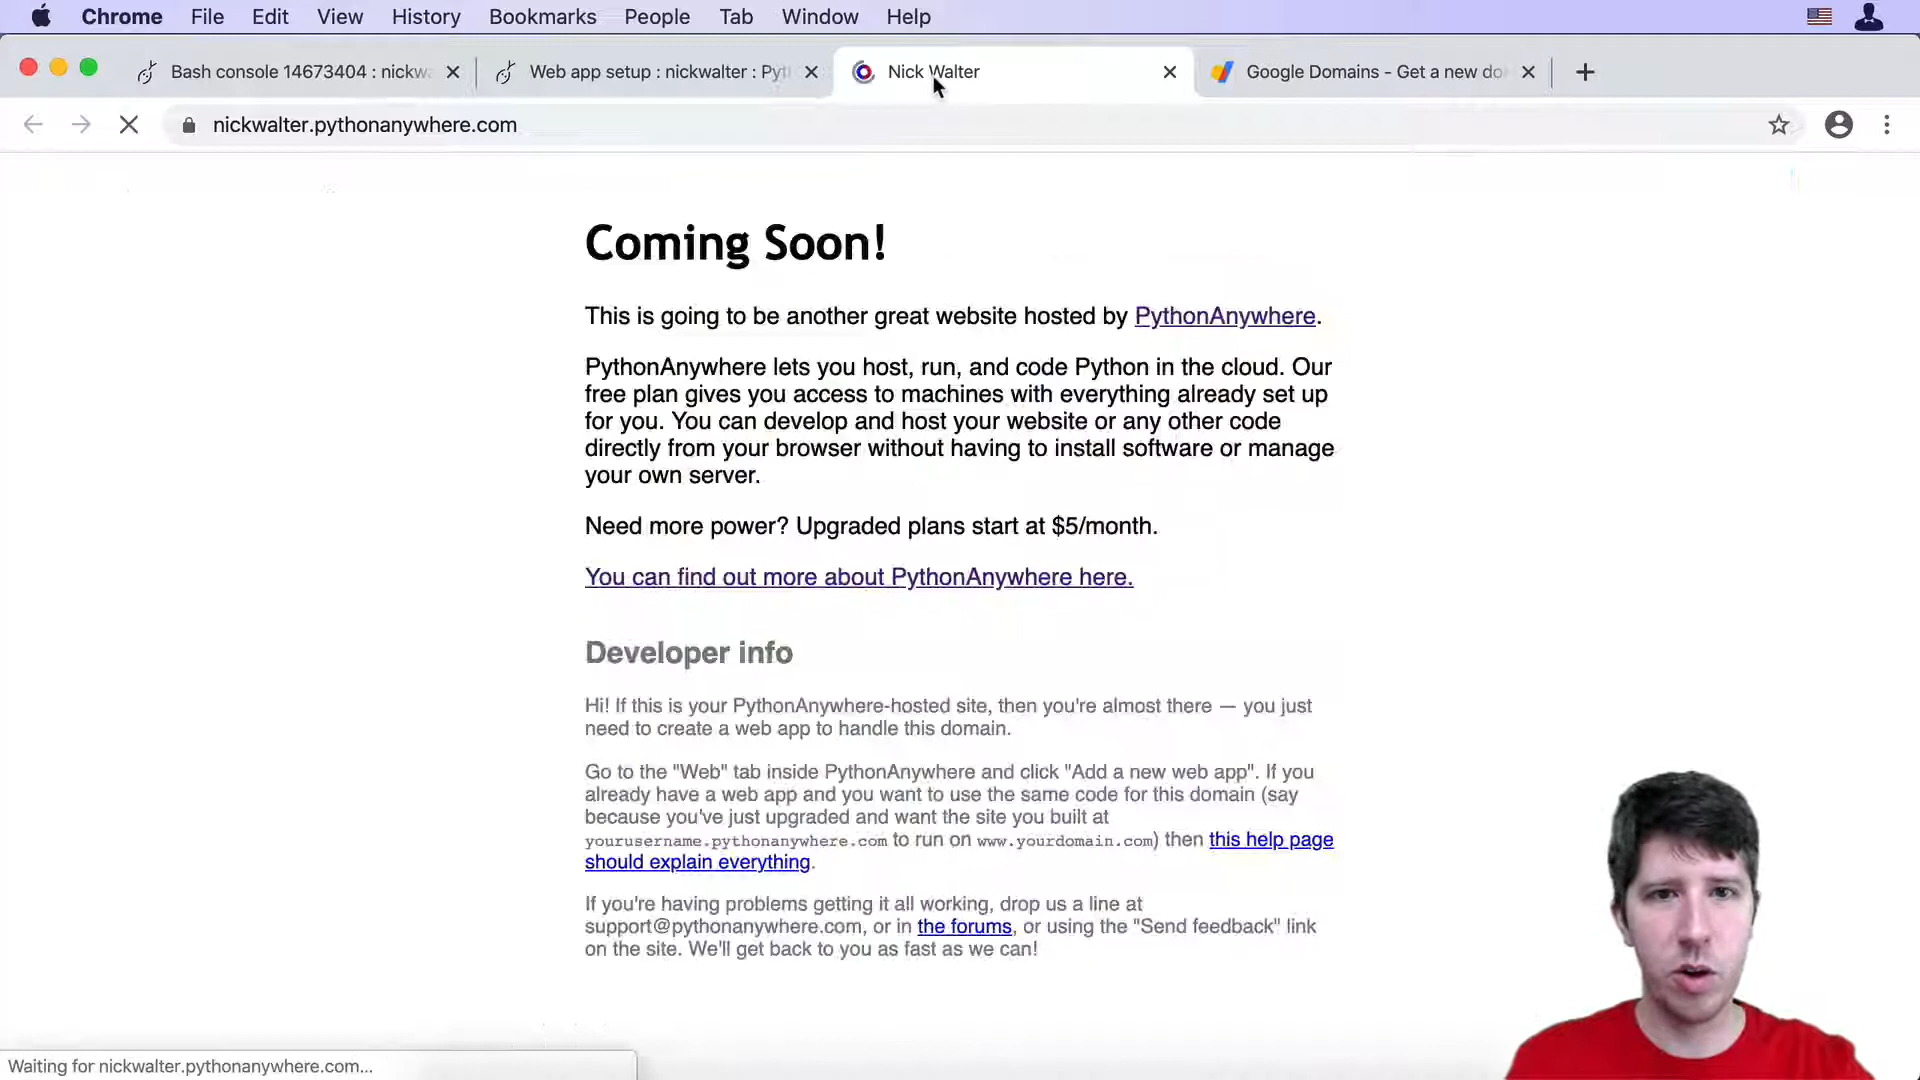 Chrome File Edit View History Bookmarks People Tab Window Help
Bash console 14673404 : nickw Web app setup : nickwalter : Pyt Nick Walter Google Domains - Get a new do
nickwalter.pythonanywhere.com
Coming Soon!
This is going to be another great website hosted by PythonAnywhere.
PythonAnywhere lets you host, run, and code Python in the cloud. Our
free plan gives you access to machines with everything already set up
for you. You can develop and host your website or any other code
directly from your browser without having to install software or manage
your own server.
Need more power? Upgraded plans start at $5/month.
You can find out more about PythonAnywhere here.
Developer info
Hi! If this is your PythonAnywhere-hosted site, then you're almost there — you just
need to create a web app to handle this domain.
Go to the "Web" tab inside PythonAnywhere and click "Add a new web app". If you
already have a web app and you want to use the same code for this domain (say
because you've just upgraded and want the site you built at
yourusername.pythonanywhere.com to run on www.yourdomain.com) then this help page
should explain everything.
If you're having problems getting it all working, drop us a line at
support@pythonanywhere.com, or in the forums, or using the "Send feedback" link
on the site. We'll get back to you as fast as we can!
Waiting for nickwalter.pythonanywhere.com...